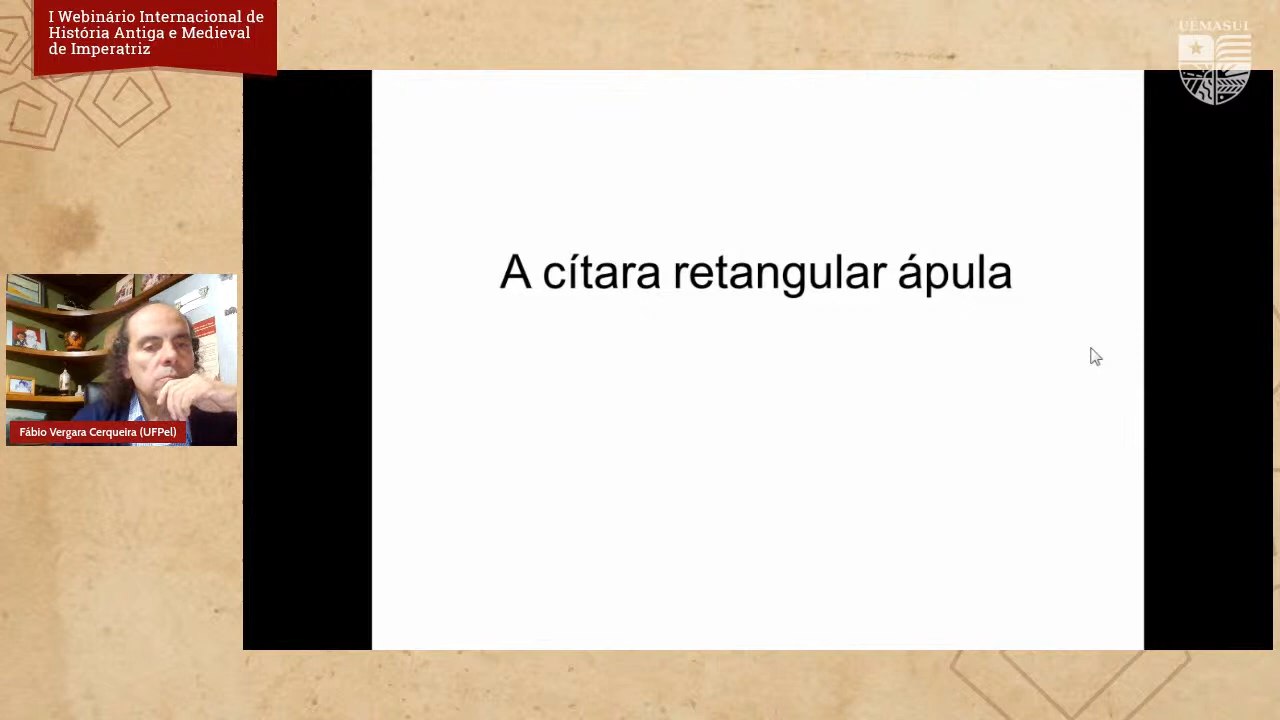 I Webinário Internacional de
História Antiga e Medieval
de Imperatriz
UEMASUL
A cítara retangular ápula
Fábio Vergara Cerqueira (UFPel)